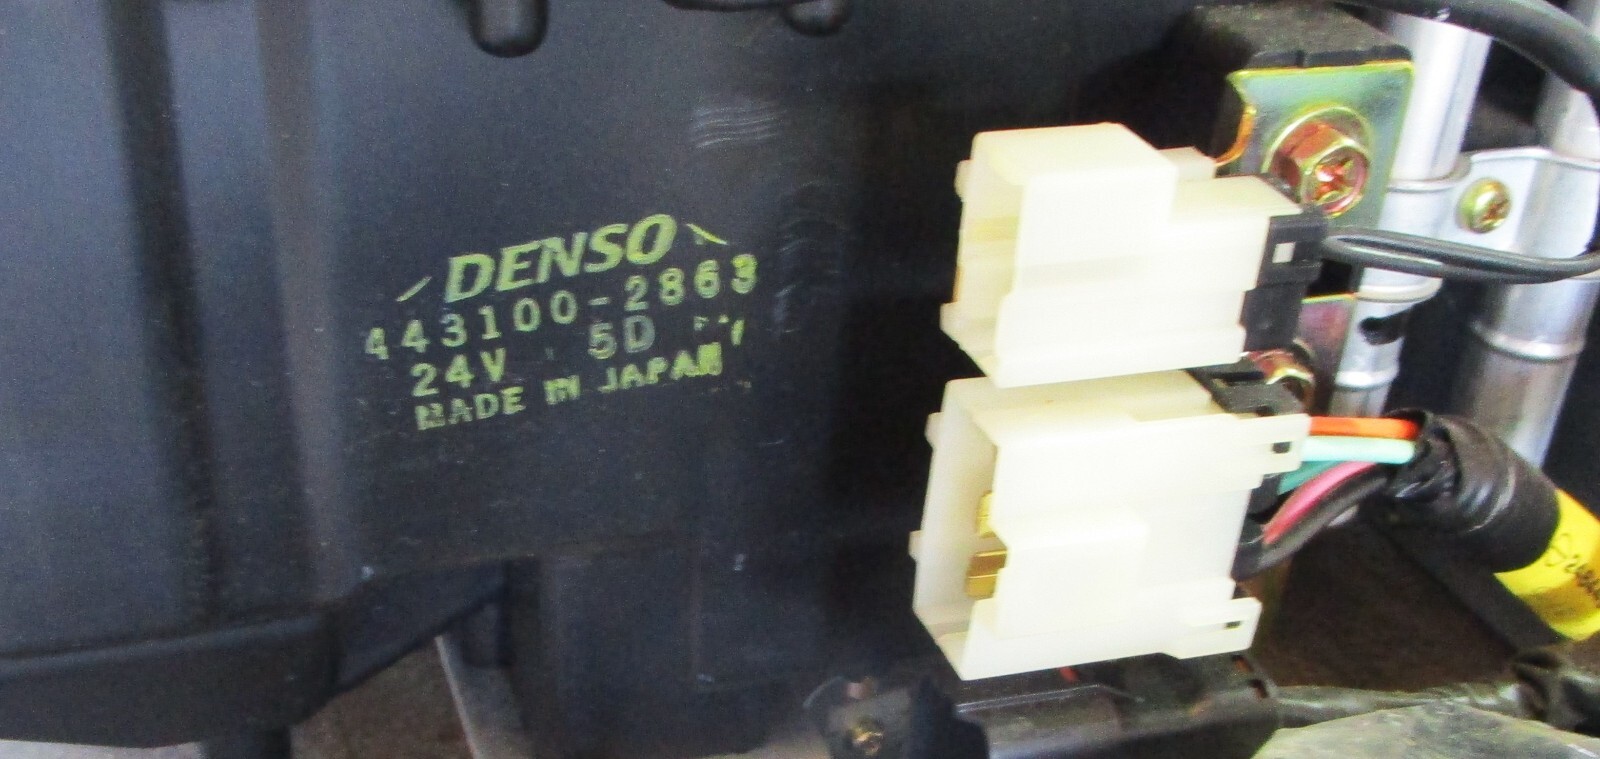 DENSO
443100-2863
24V 5D
MADE IN JAPAN